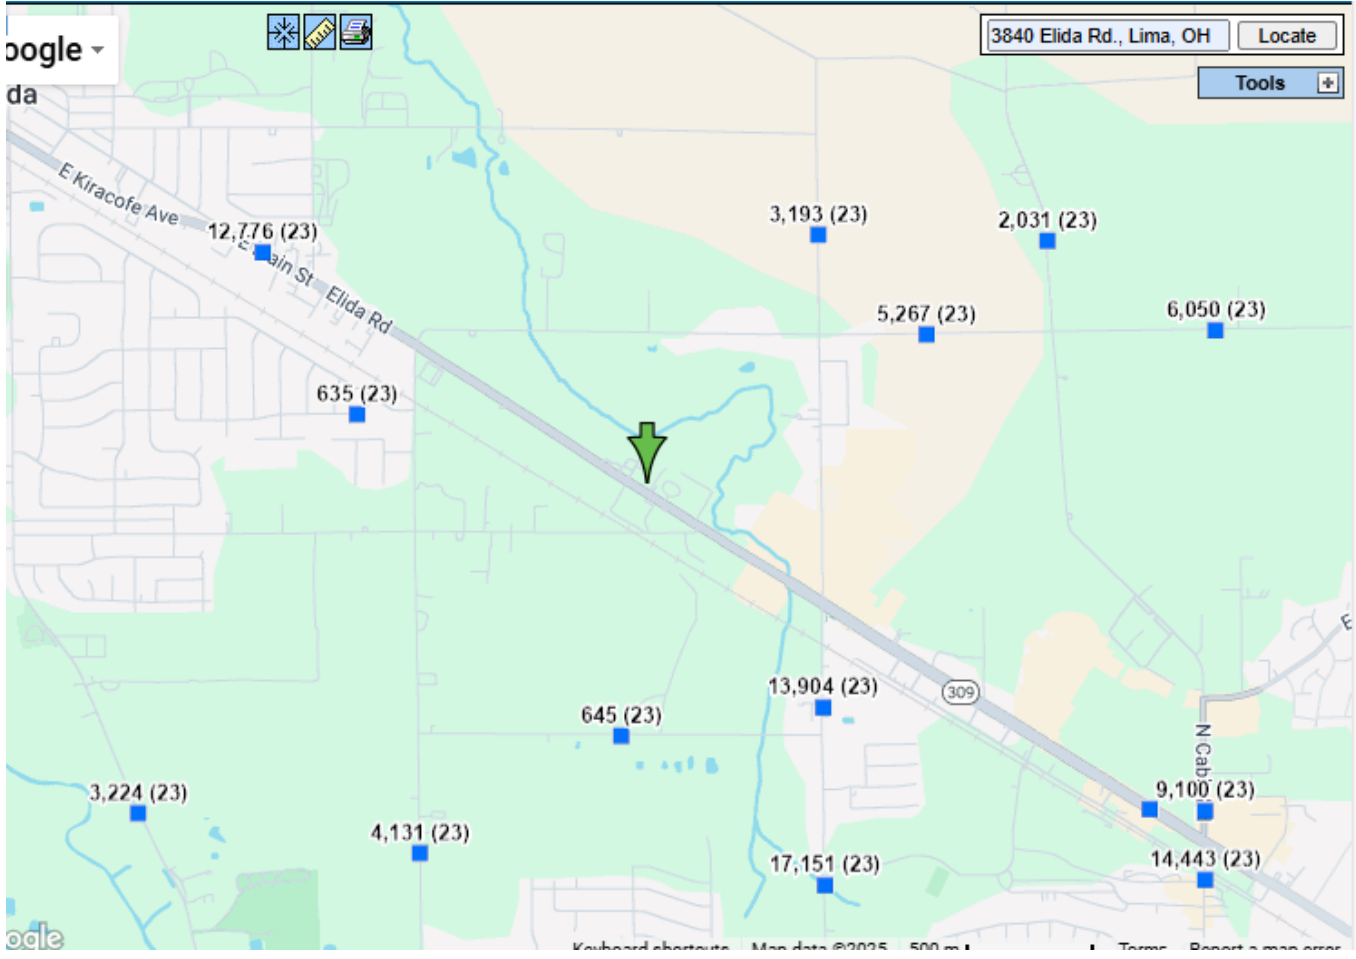 oogle
3840 Elida Rd., Lima, OH
Locate
Tools
da
E Kiracofe Ave
12,776 (23)
Elida Rd
3,193 (23)
2,031 (23)
5,267 (23)
6,050 (23)
635 (23)
13,904 (23)
309
645 (23)
3,224 (23)
4,131 (23)
17,151 (23)
N Cab
9,100 (23)
14,443 (23)
E
ogle
Keyboard shortcuts
Map data ©2025
500 m
Terms
Report a map error